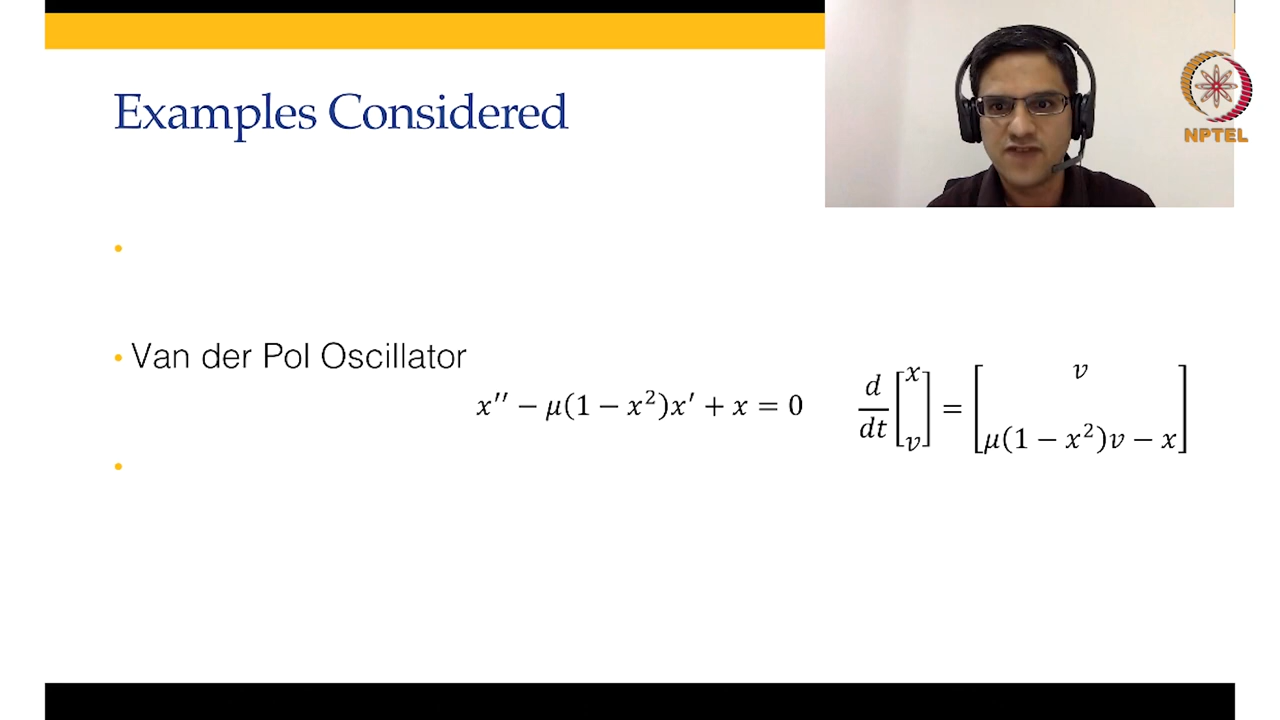 Examples Considered
NPTEL
• 
• Van der Pol Oscillator
x′′ − μ(1 − x²)x′ + x = 0
d/dt [x v] = [v μ(1 − x²)v − x]
•